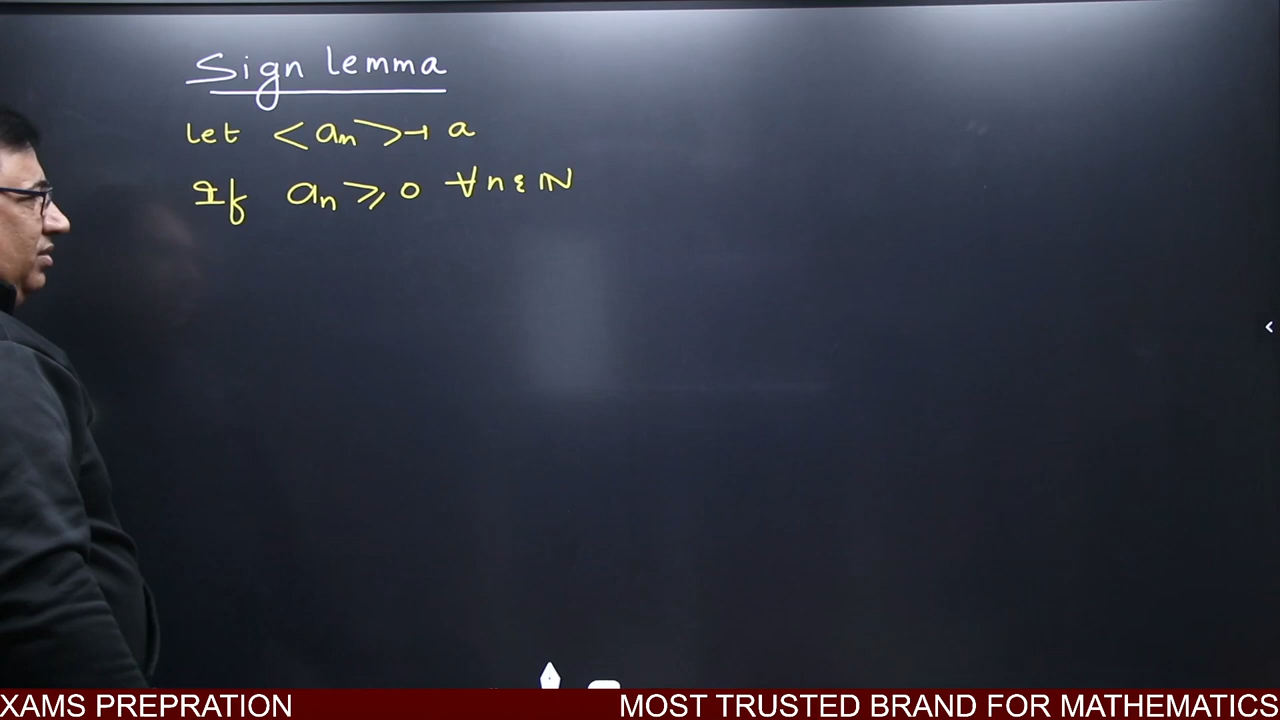 Sign Lemma
Let <an> → a
If an ≥ 0 ∀ n ε ℕ
XAMS PREPRATION
MOST TRUSTED BRAND FOR MATHEMATICS